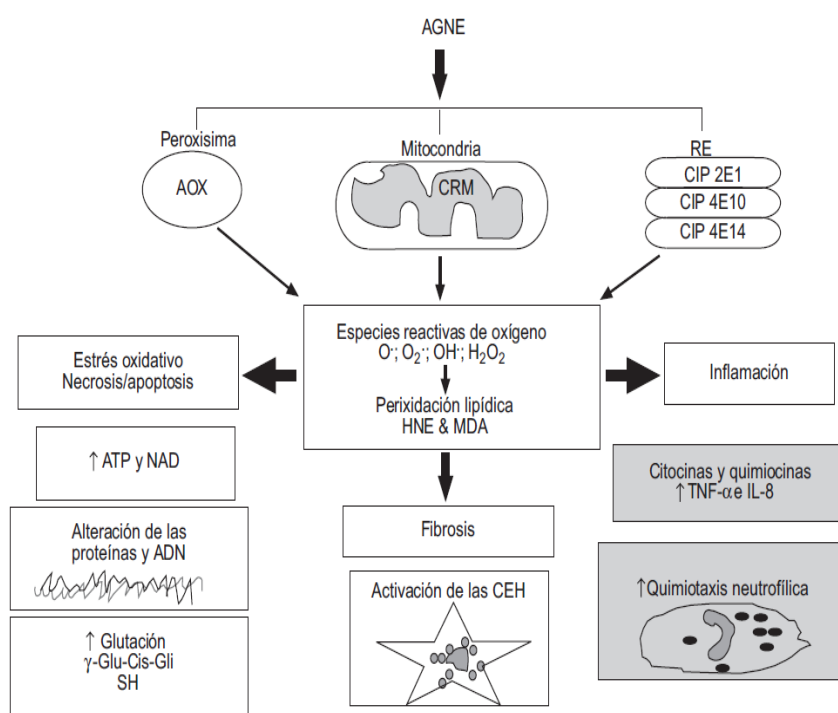 AGNE
Peroxisima
AOX
Mitocondria
CRM
RE
CIP 2E1
CIP 4E10
CIP 4E14
Especies reactivas de oxígeno
O·; O₂·; OH·; H₂O₂
Perixidación lipídica
HNE & MDA
Estrés oxidativo
Necrosis/apoptosis
↑ ATP y NAD
Alteración de las
proteínas y ADN
↑ Glutación
γ-Glu-Cis-Gli
SH
Fibrosis
Activación de las CEH
Inflamación
Citocinas y quimiocinas
↑ TNF-α e IL-8
↑ Quimiotaxis neutrofílica